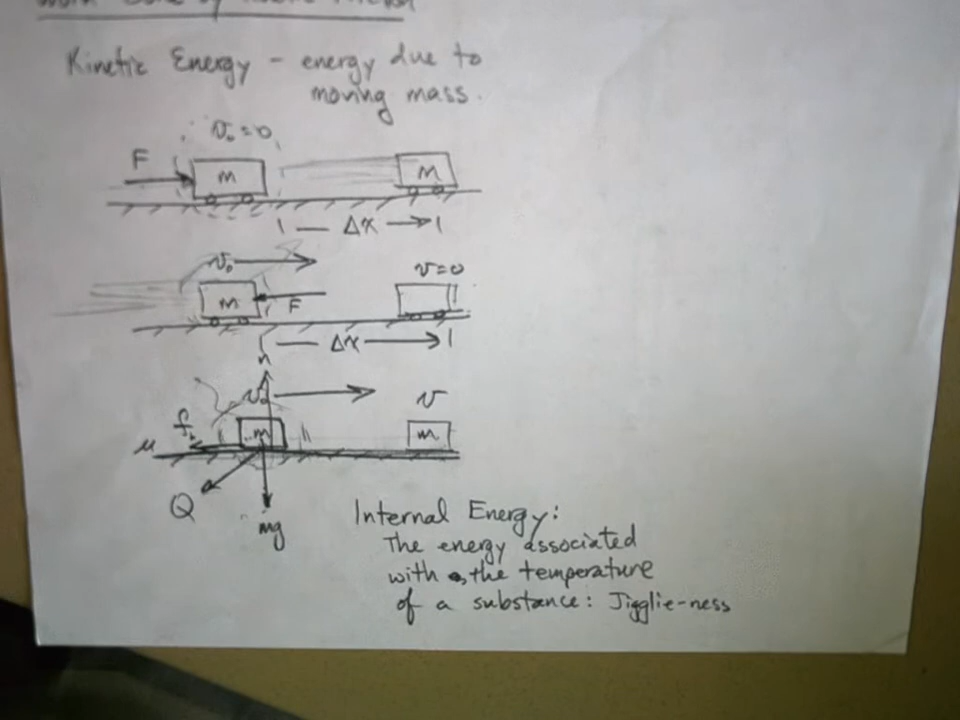 Kinetic Energy - energy due to
moving mass.
v₀ = 0
F
m
m
Δx
v₀
v=0
m
F
Δx
n
v₀
v
f
m
m
μ
Q
mg
Internal Energy:
The energy associated
with the temperature
of a substance: Jigglie-ness